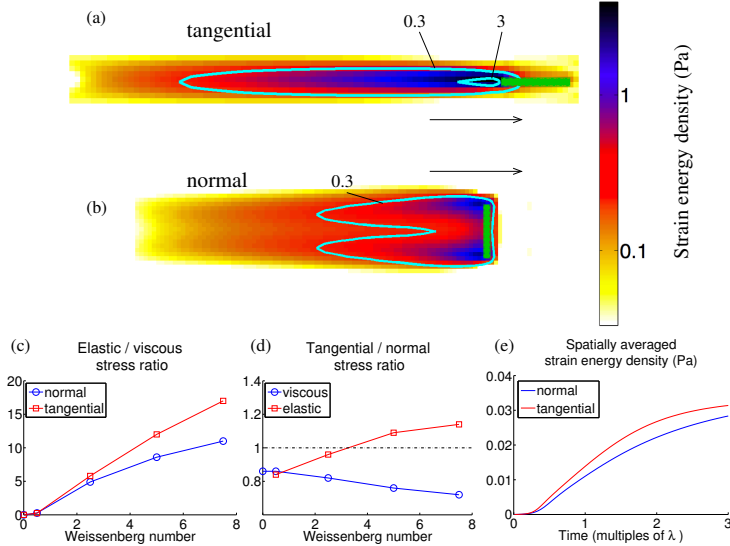 (a)
tangential
0.3
3
1
0.1
Strain energy density (Pa)
normal
0.3
(b)
(c)
Elastic / viscous
stress ratio
20
15
10
5
0
normal
tangential
0
2
4
6
8
Weissenberg number
(d)
Tangential / normal
stress ratio
1.4
1.2
1
0.8
viscous
elastic
0
2
4
6
8
Weissenberg number
(e)
Spatially averaged
strain energy density (Pa)
0.04
0.03
0.02
0.01
0
normal
tangential
0
1
2
3
Time (multiples of λ )